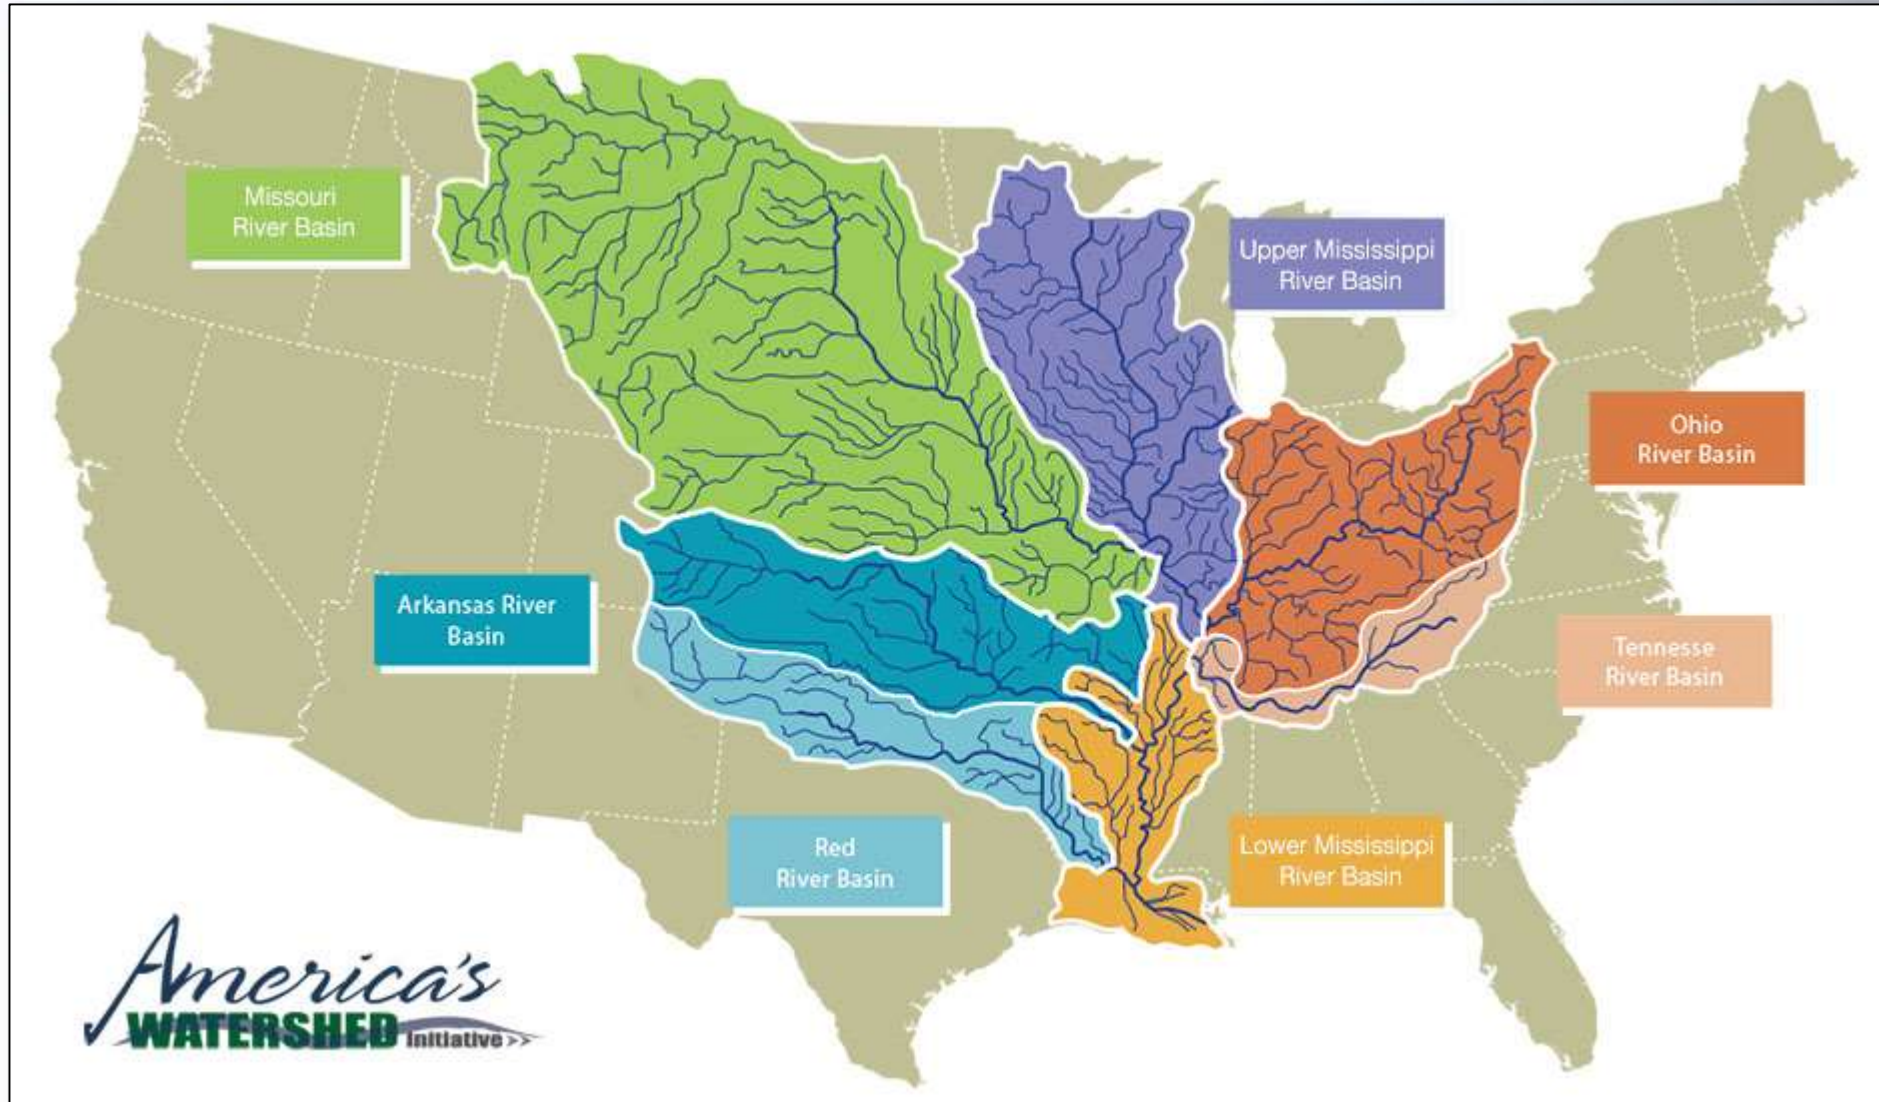 Missouri
River Basin
Upper Mississippi
River Basin
Ohio
River Basin
Arkansas River
Basin
Tennesse
River Basin
Red
River Basin
Lower Mississippi
River Basin
America's
WATERSHED Initiative >>